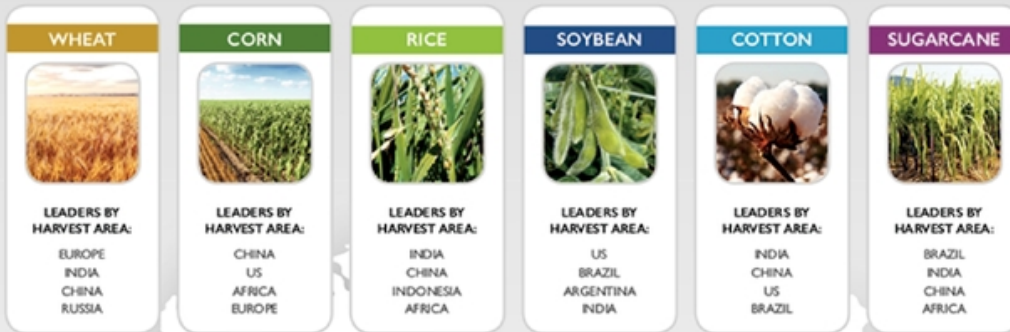 WHEAT
LEADERS BY
HARVEST AREA:
EUROPE
INDIA
CHINA
RUSSIA
CORN
LEADERS BY
HARVEST AREA:
CHINA
US
AFRICA
EUROPE
RICE
LEADERS BY
HARVEST AREA:
INDIA
CHINA
INDONESIA
AFRICA
SOYBEAN
LEADERS BY
HARVEST AREA:
US
BRAZIL
ARGENTINA
INDIA
COTTON
LEADERS BY
HARVEST AREA:
INDIA
CHINA
US
BRAZIL
SUGARCANE
LEADERS BY
HARVEST AREA:
BRAZIL
INDIA
CHINA
AFRICA